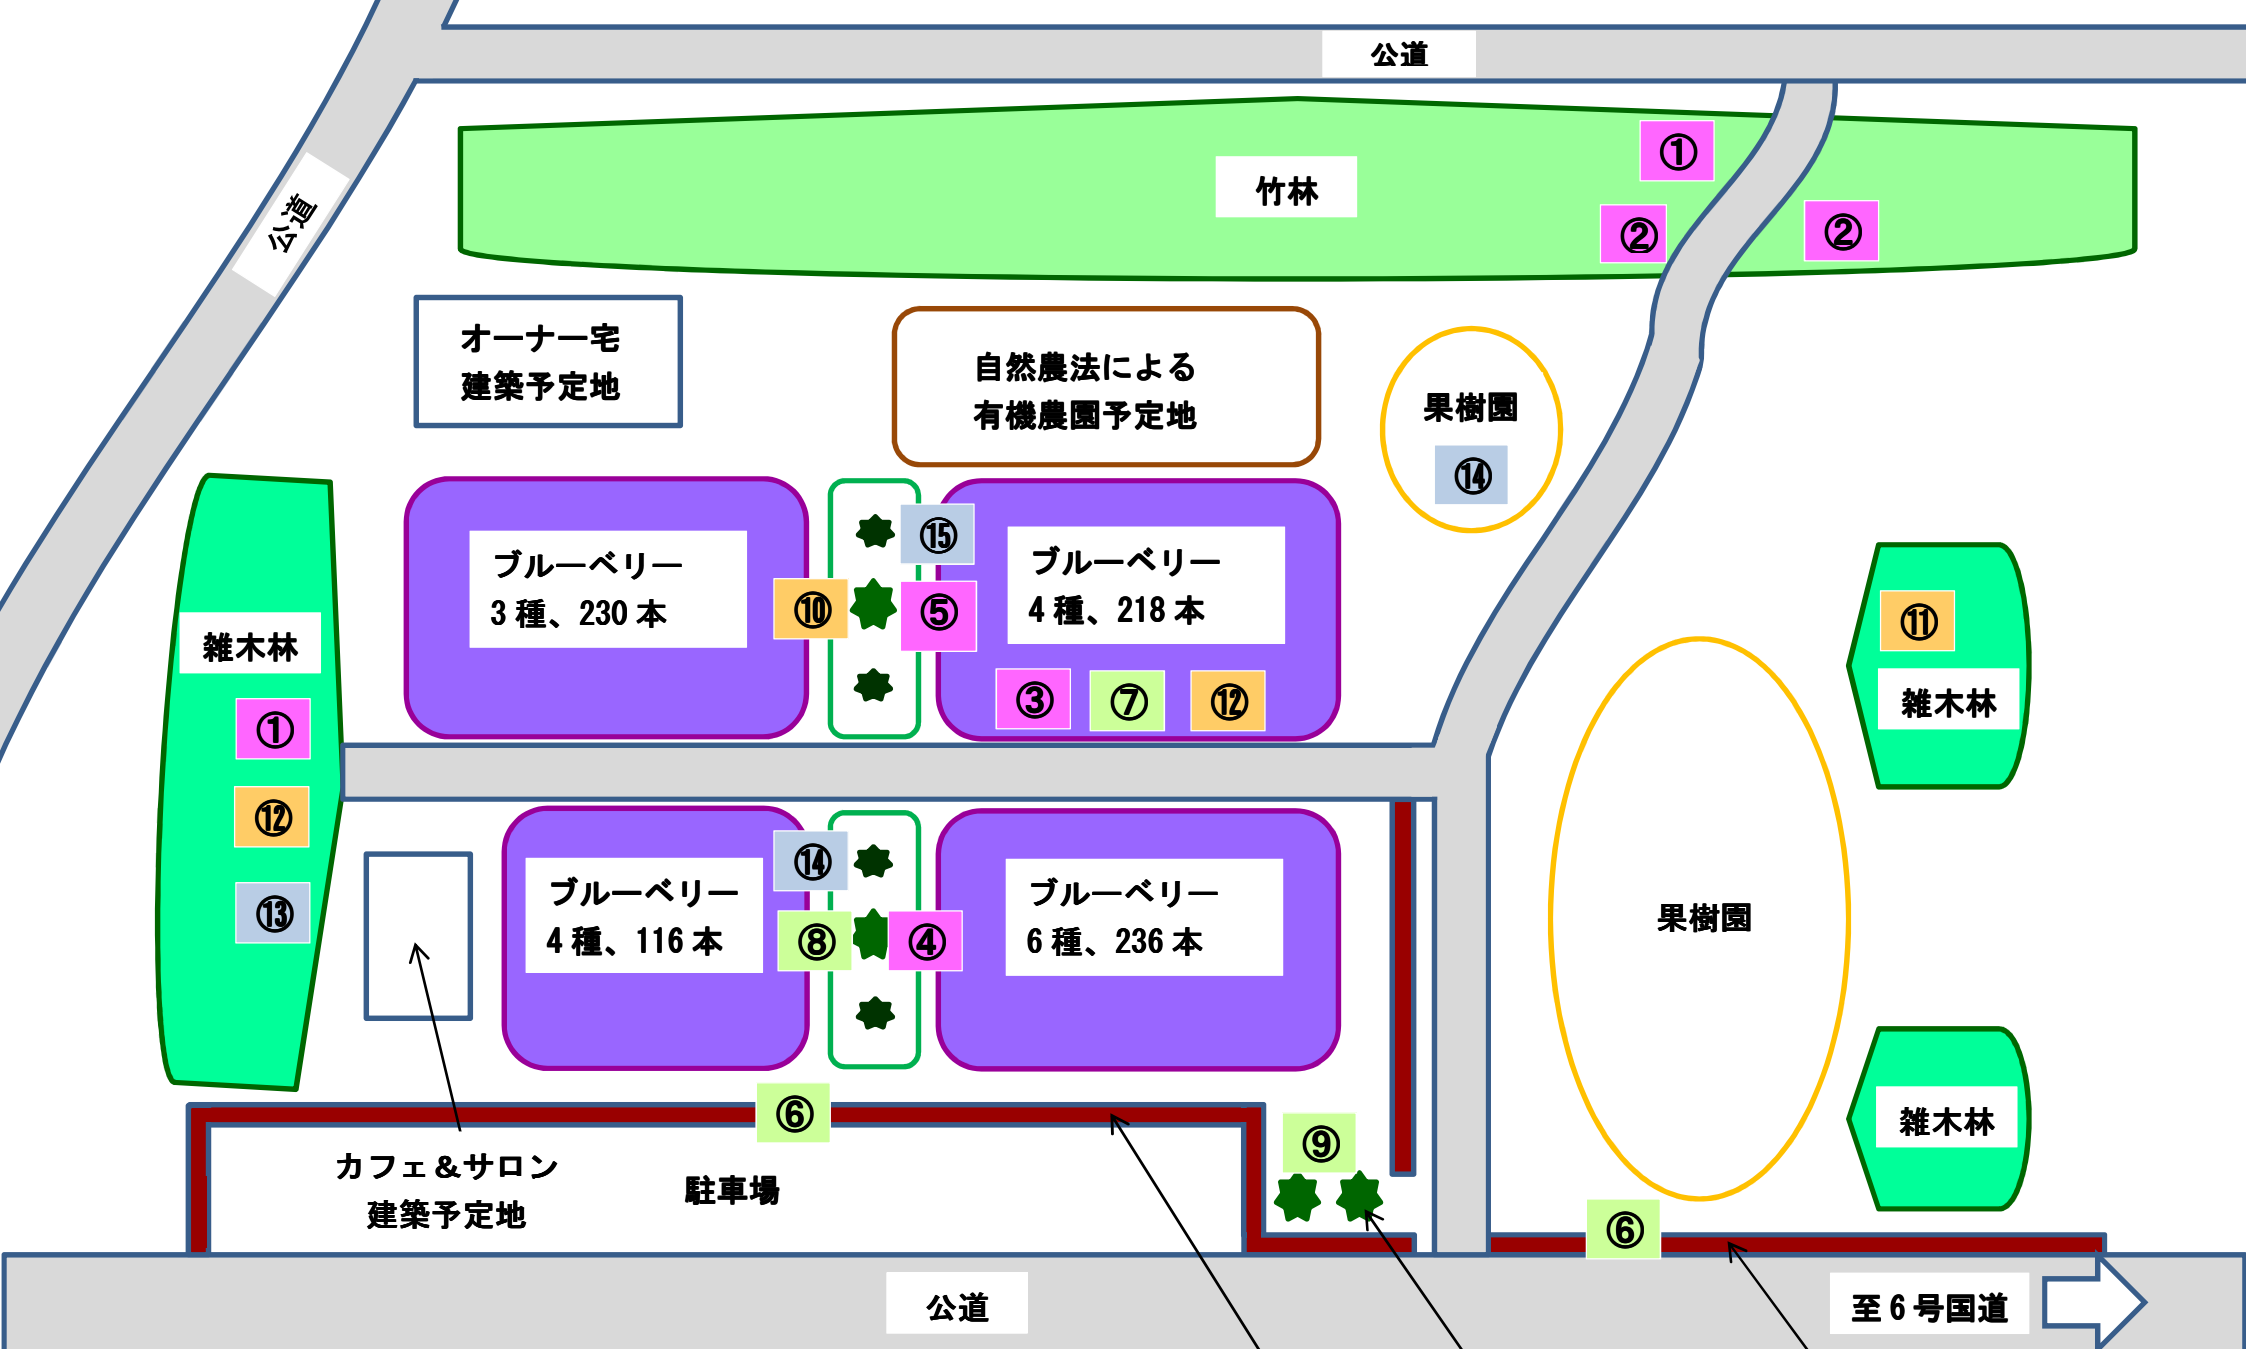 公道
公道
竹林
①
②
②
オーナー宅
建築予定地
自然農法による
有機農園予定地
果樹園
⑭
ブルーベリー
3種、230本
⑩
⑮
⑤
ブルーベリー
4種、218本
③
⑦
⑫
雑木林
①
⑫
⑬
⑪
雑木林
ブルーベリー
4種、116本
⑭
⑧
④
ブルーベリー
6種、236本
果樹園
雑木林
⑥
⑨
カフェ&サロン
建築予定地
駐車場
⑥
公道
至6号国道